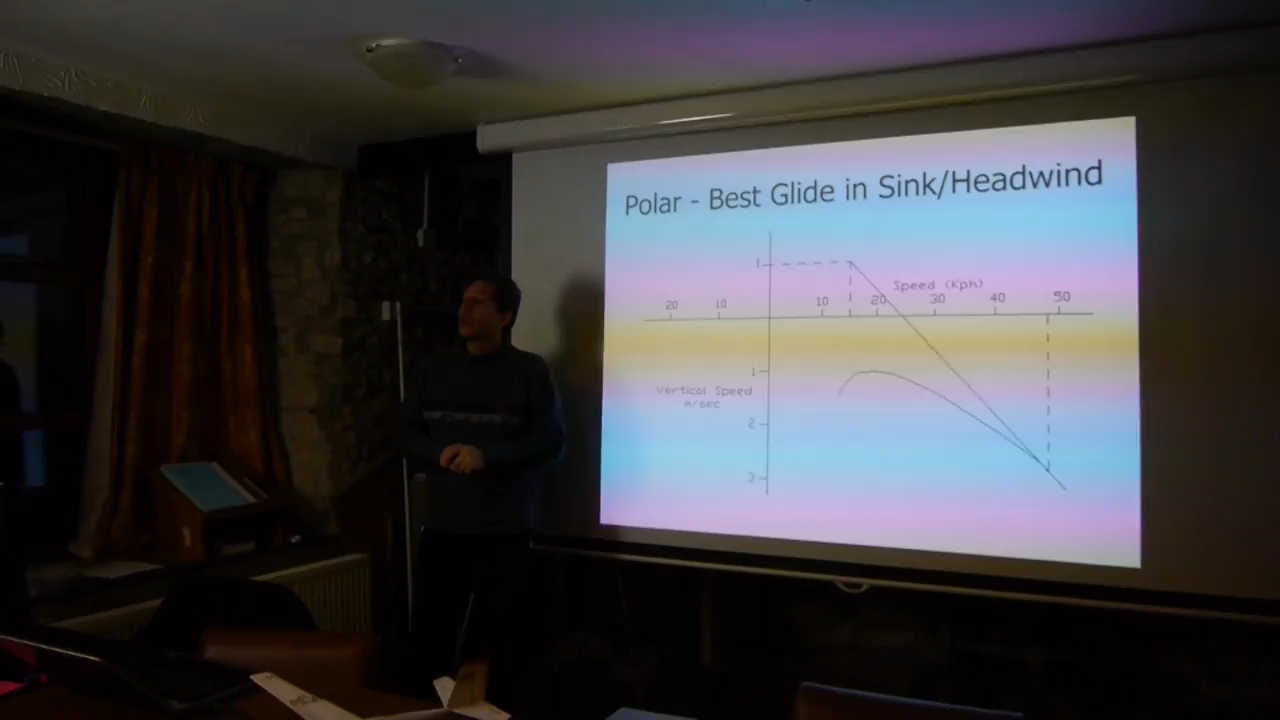 Polar - Best Glide in Sink/Headwind
1
Speed (Kph)
20 10 10 20 30 40 50
1
Vertical Speed
m/sec
2
3